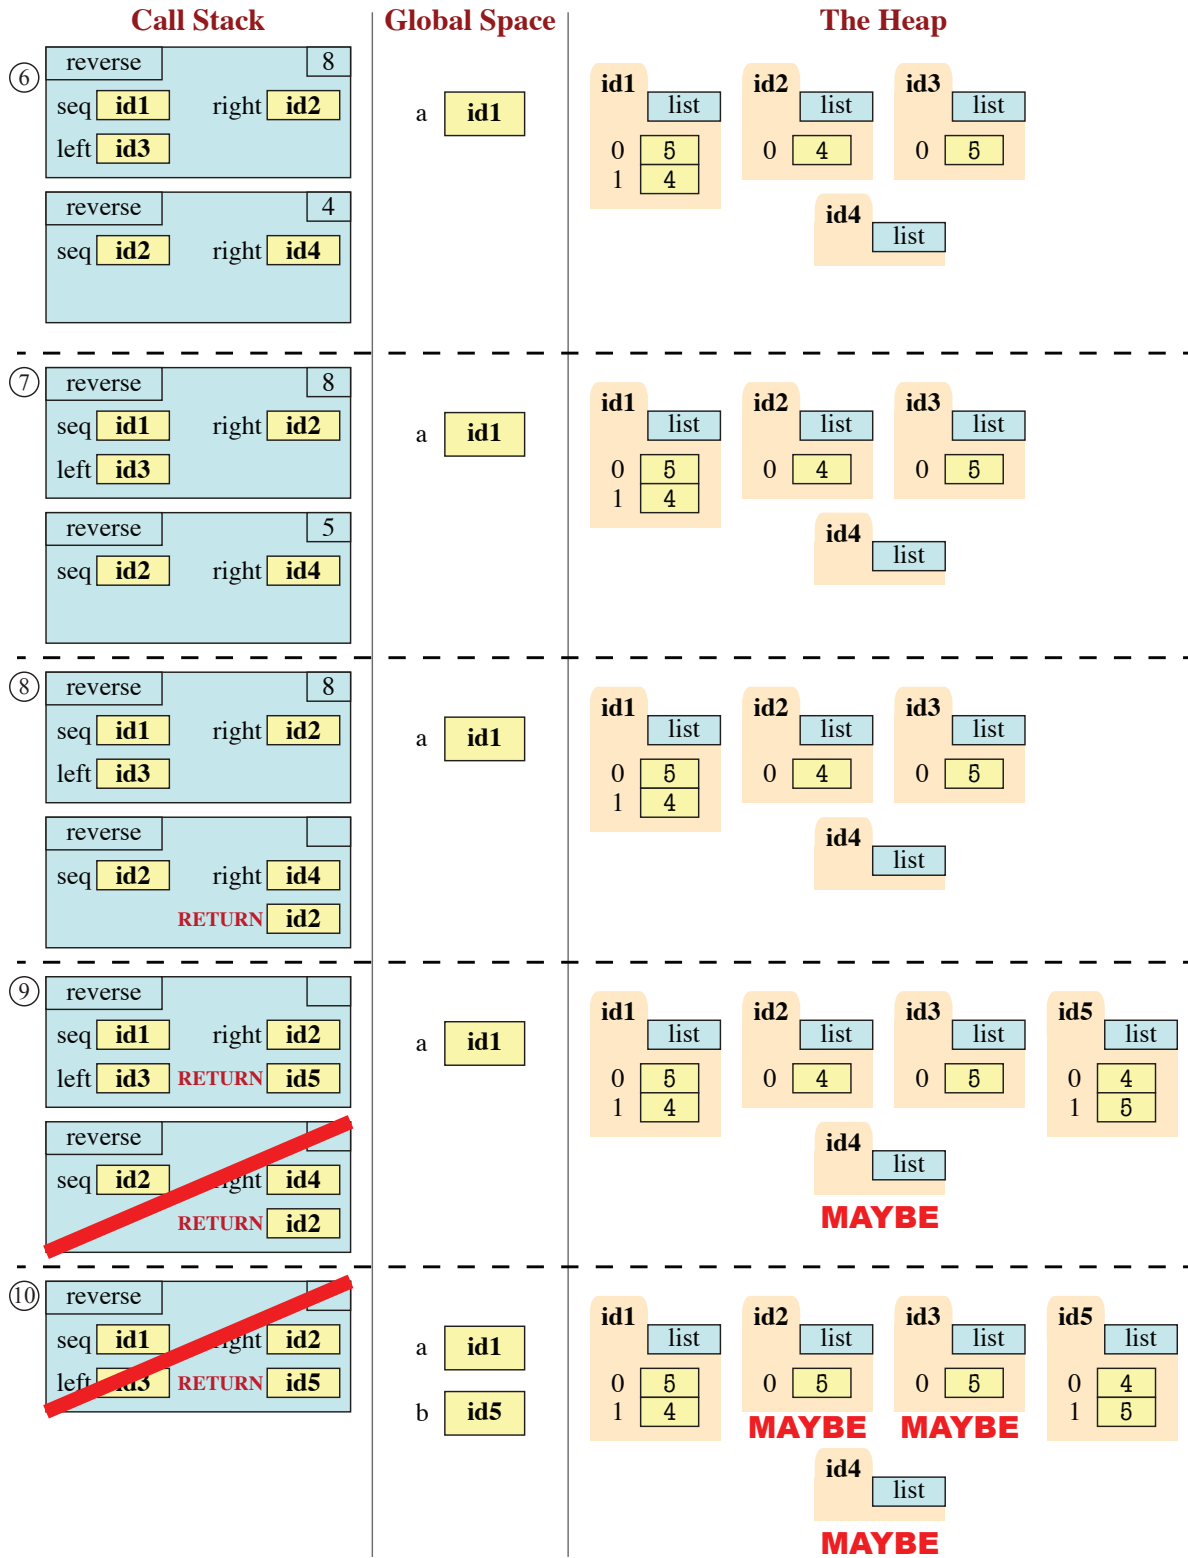 Call Stack Global Space The Heap
6 reverse 8
seq id1 right id2
left id3
reverse 4
seq id2 right id4
a id1
id1 list
0 5
1 4
id2 list
0 4
id3 list
0 5
id4 list
7 reverse 8
seq id1 right id2
left id3
reverse 5
seq id2 right id4
a id1
id1 list
0 5
1 4
id2 list
0 4
id3 list
0 5
id4 list
8 reverse 8
seq id1 right id2
left id3
reverse
seq id2 right id4
RETURN id2
a id1
id1 list
0 5
1 4
id2 list
0 4
id3 list
0 5
id4 list
9 reverse
seq id1 right id2
left id3 RETURN id5
reverse
seq id2 right id4
RETURN id2
a id1
id1 list
0 5
1 4
id2 list
0 4
id3 list
0 5
id5 list
0 4
1 5
id4 list
MAYBE
10 reverse
seq id1 right id2
left id3 RETURN id5
a id1
b id5
id1 list
0 5
1 4
id2 list
0 5
MAYBE
id3 list
0 5
MAYBE
id5 list
0 4
1 5
id4 list
MAYBE